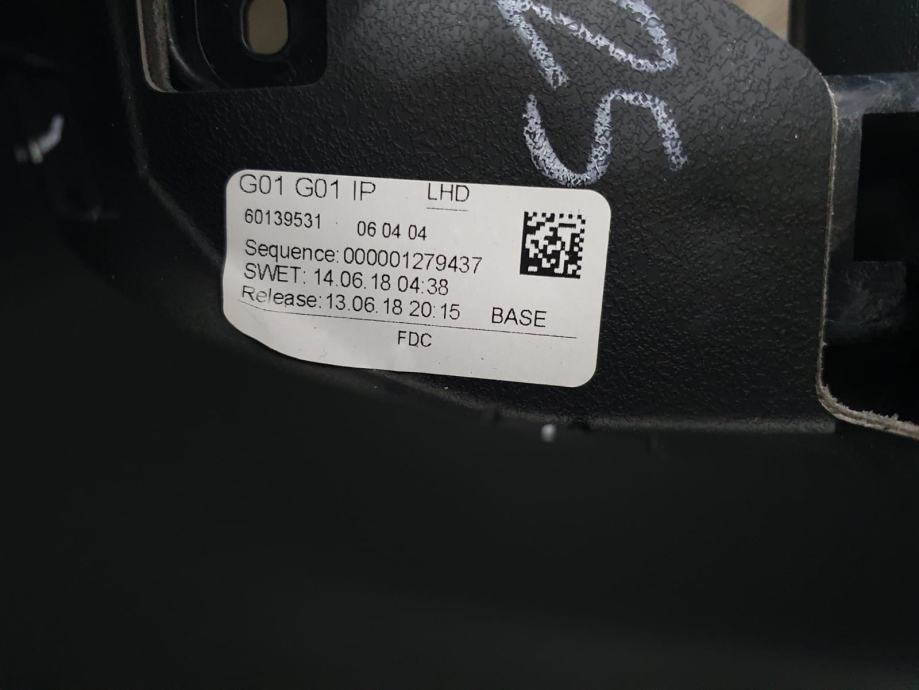 G01 G01 IP LHD
60139531 06 04 04
Sequence:000001279437
SWET: 14.06.18 04:38
Release:13.06.18 20:15 BASE
FDC